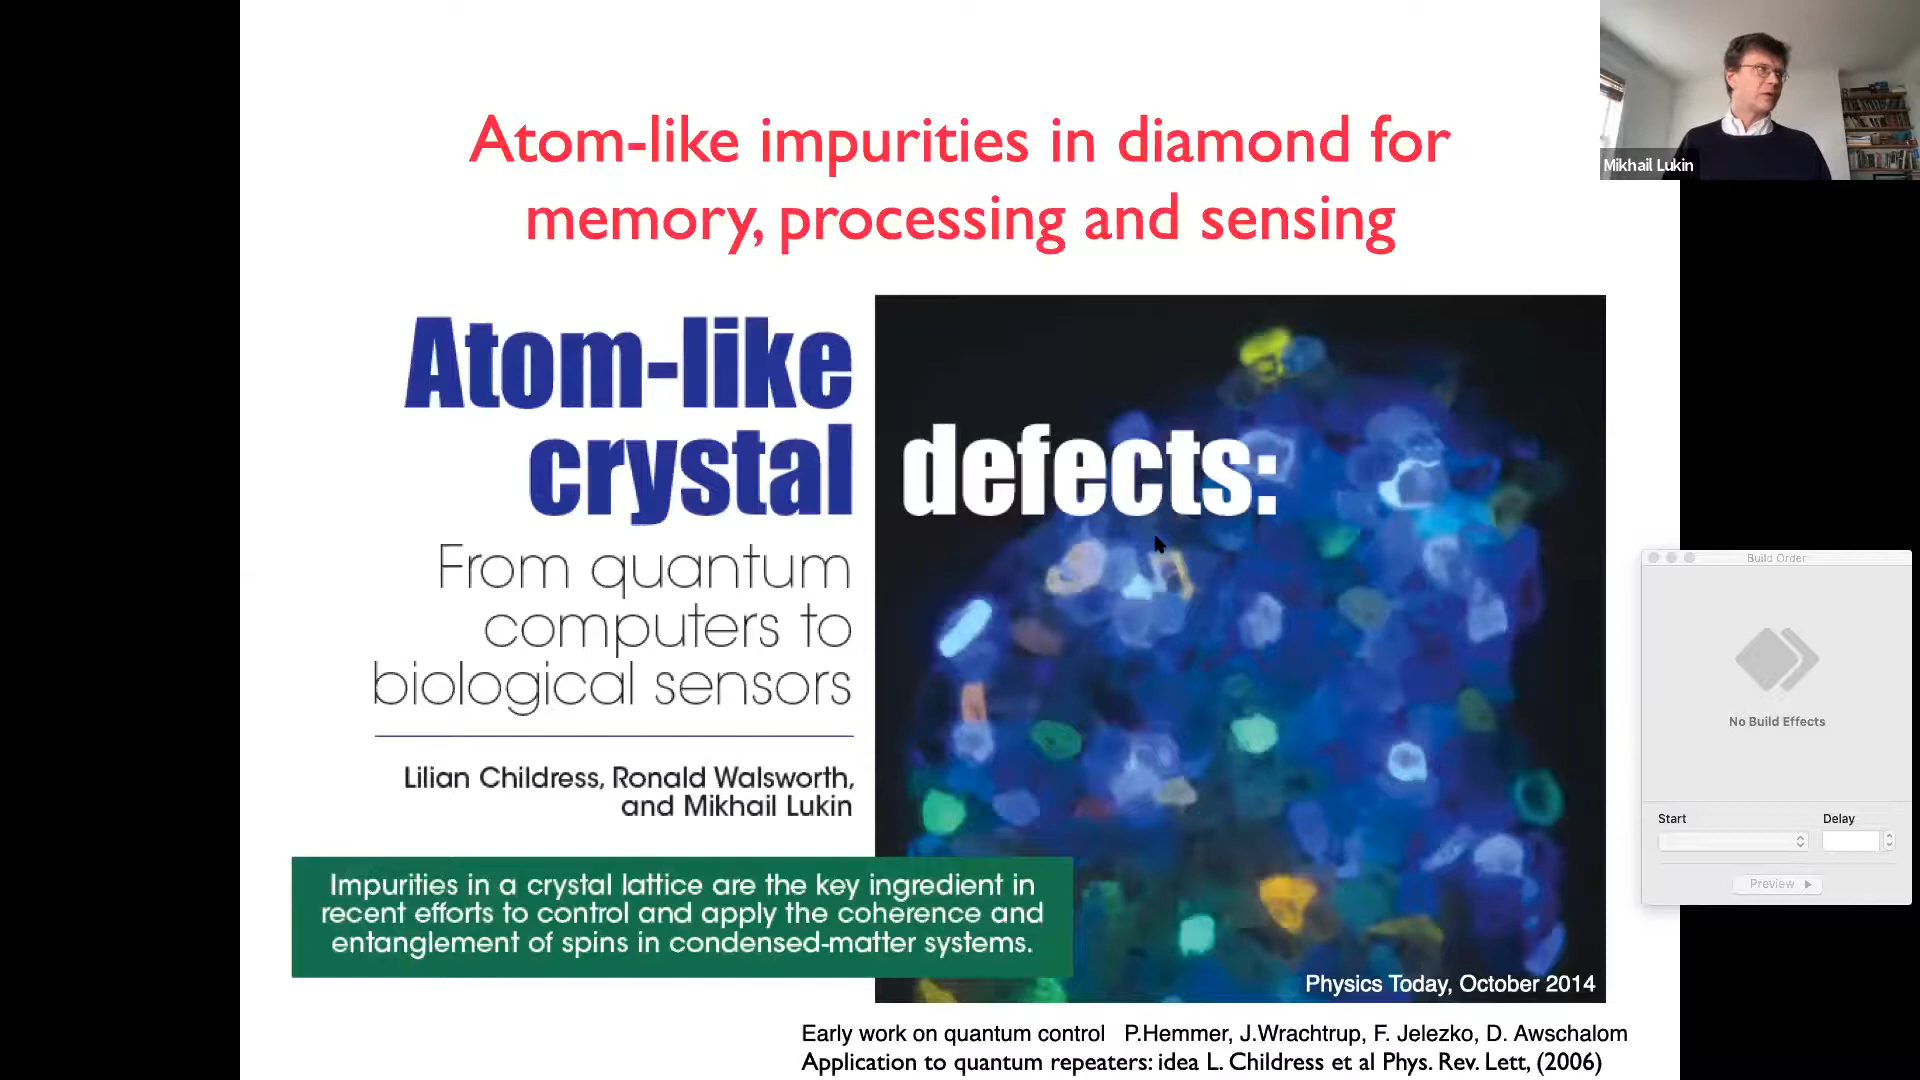 Atom-like impurities in diamond for
memory, processing and sensing
Mikhail Lukin
Atom-like
crystal defects:
From quantum
computers to
biological sensors
Lilian Childress, Ronald Walsworth,
and Mikhail Lukin
Impurities in a crystal lattice are the key ingredient in
recent efforts to control and apply the coherence and
entanglement of spins in condensed-matter systems.
Physics Today, October 2014
Early work on quantum control P.Hemmer, J.Wrachtrup, F. Jelezko, D. Awschalom
Application to quantum repeaters: idea L. Childress et al Phys. Rev. Lett, (2006)
Build Order
No Build Effects
Start Delay
Preview